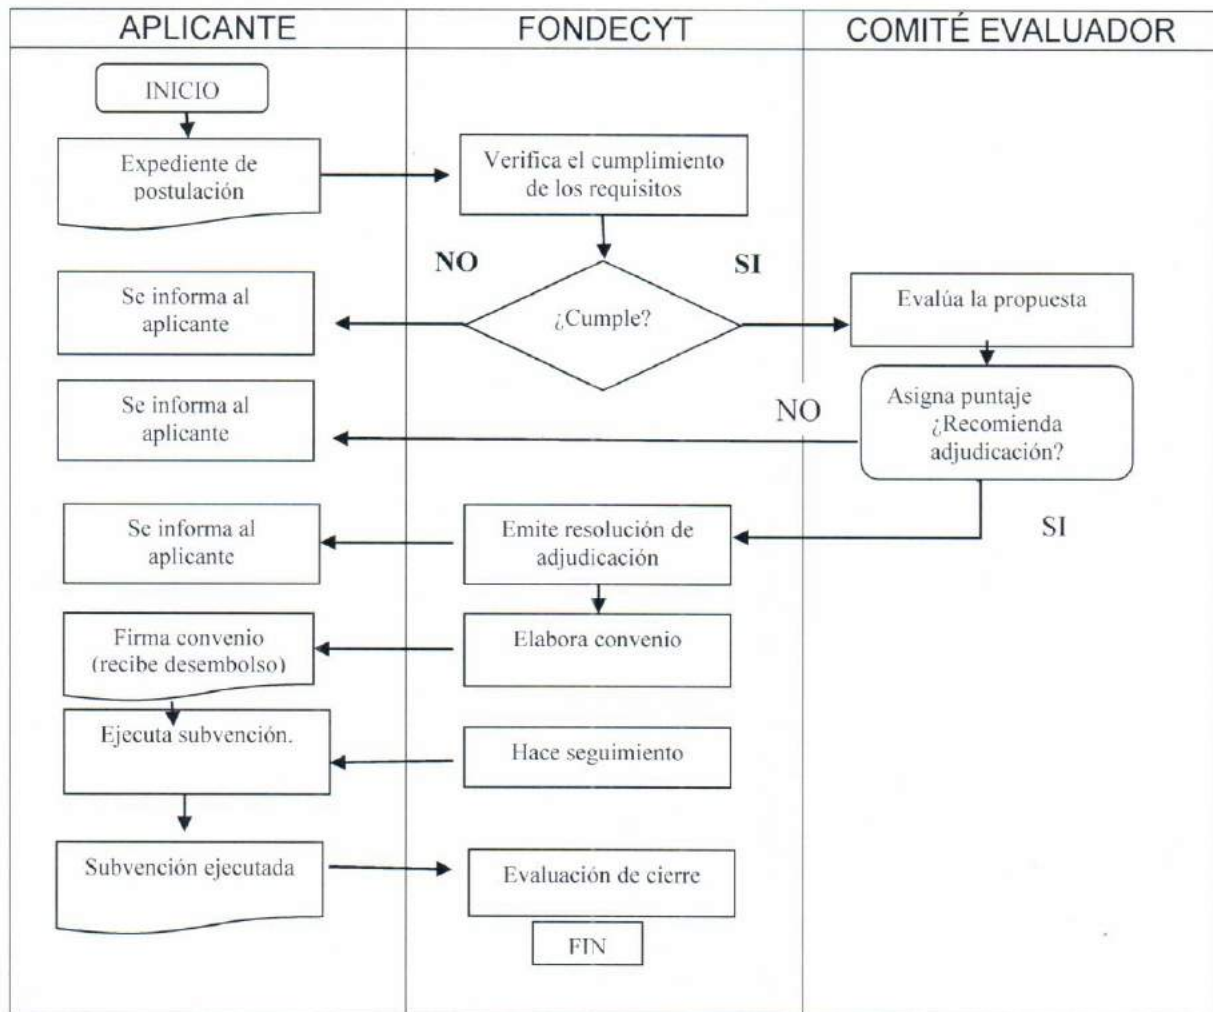 APLICANTE
FONDECYT
COMITÉ EVALUADOR
INICIO
Expediente de
postulación
Verifica el cumplimiento
de los requisitos
NO
SI
¿Cumple?
Se informa al
aplicante
Evalúa la propuesta
Asigna puntaje
¿Recomienda
adjudicación?
NO
Se informa al
aplicante
SI
Emite resolución de
adjudicación
Se informa al
aplicante
Elabora convenio
Firma convenio
(recibe desembolso)
Ejecuta subvención.
Hace seguimiento
Subvención ejecutada
Evaluación de cierre
FIN